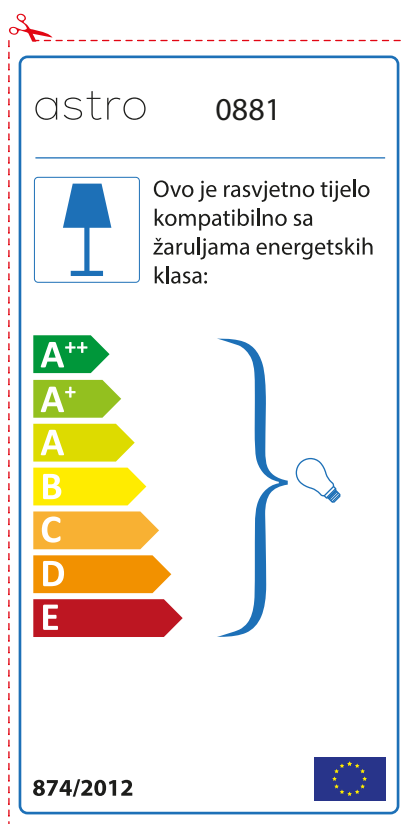 astro 0881
Ovo je rasvjetno tijelo
kompatibilno sa
žaruljama energetskih
klasa:
A++
A+
A
B
C
D
E
874/2012